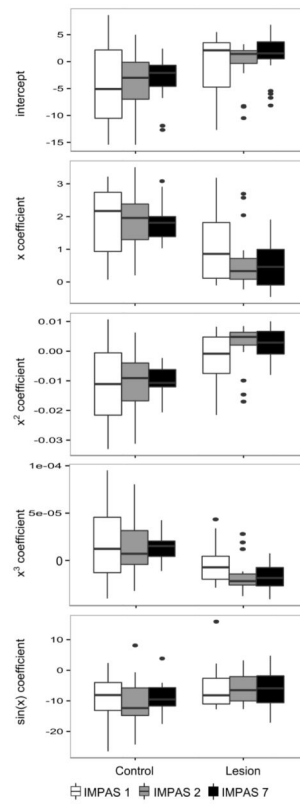 intercept
5
0
-5
-10
-15
x coefficient
3
2
1
0
x² coefficient
0.01
0.00
-0.01
-0.02
-0.03
x³ coefficient
1e-04
5e-05
0
sin(x) coefficient
10
0
-10
-20
Control Lesion
IMPAS 1 IMPAS 2 IMPAS 7